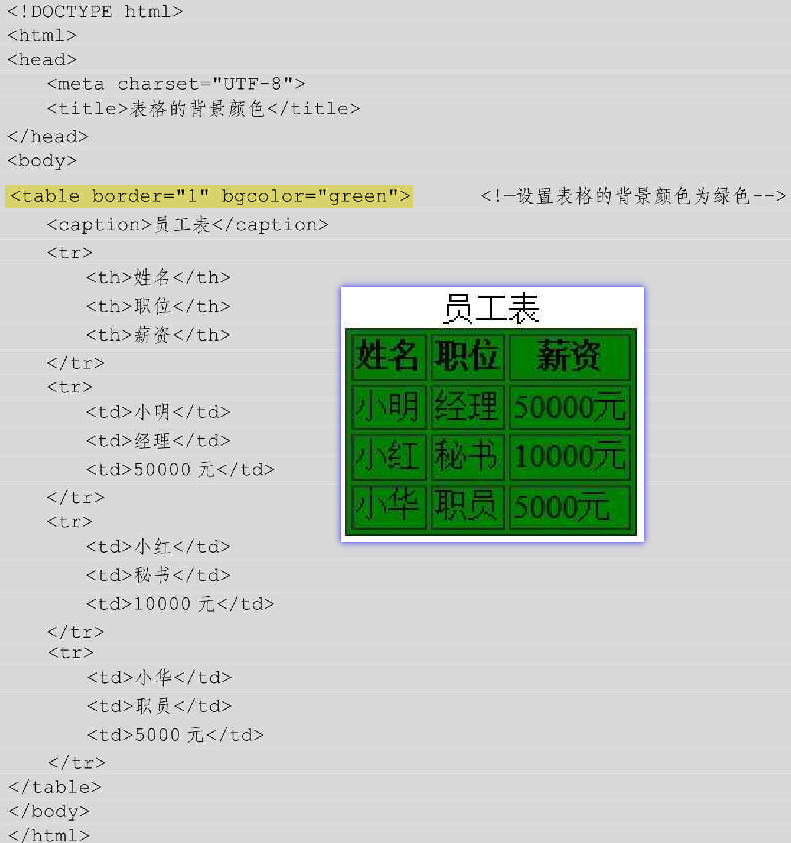 <!DOCTYPE html>
<html>
<head>
<meta charset="UTF-8">
<title>表格的背景颜色</title>
</head>
<body>
<table border="1" bgcolor="green"> <!—设置表格的背景颜色为绿色-->
<caption>员工表</caption>
<tr>
<th>姓名</th>
<th>职位</th>
<th>薪资</th>
</tr>
<tr>
<td>小明</td>
<td>经理</td>
<td>50000 元</td>
</tr>
<tr>
<td>小红</td>
<td>秘书</td>
<td>10000 元</td>
</tr>
<tr>
<td>小华</td>
<td>职员</td>
<td>5000 元</td>
</tr>
</table>
</body>
</html>
员工表
姓名 职位 薪资
小明 经理 50000元
小红 秘书 10000元
小华 职员 5000元